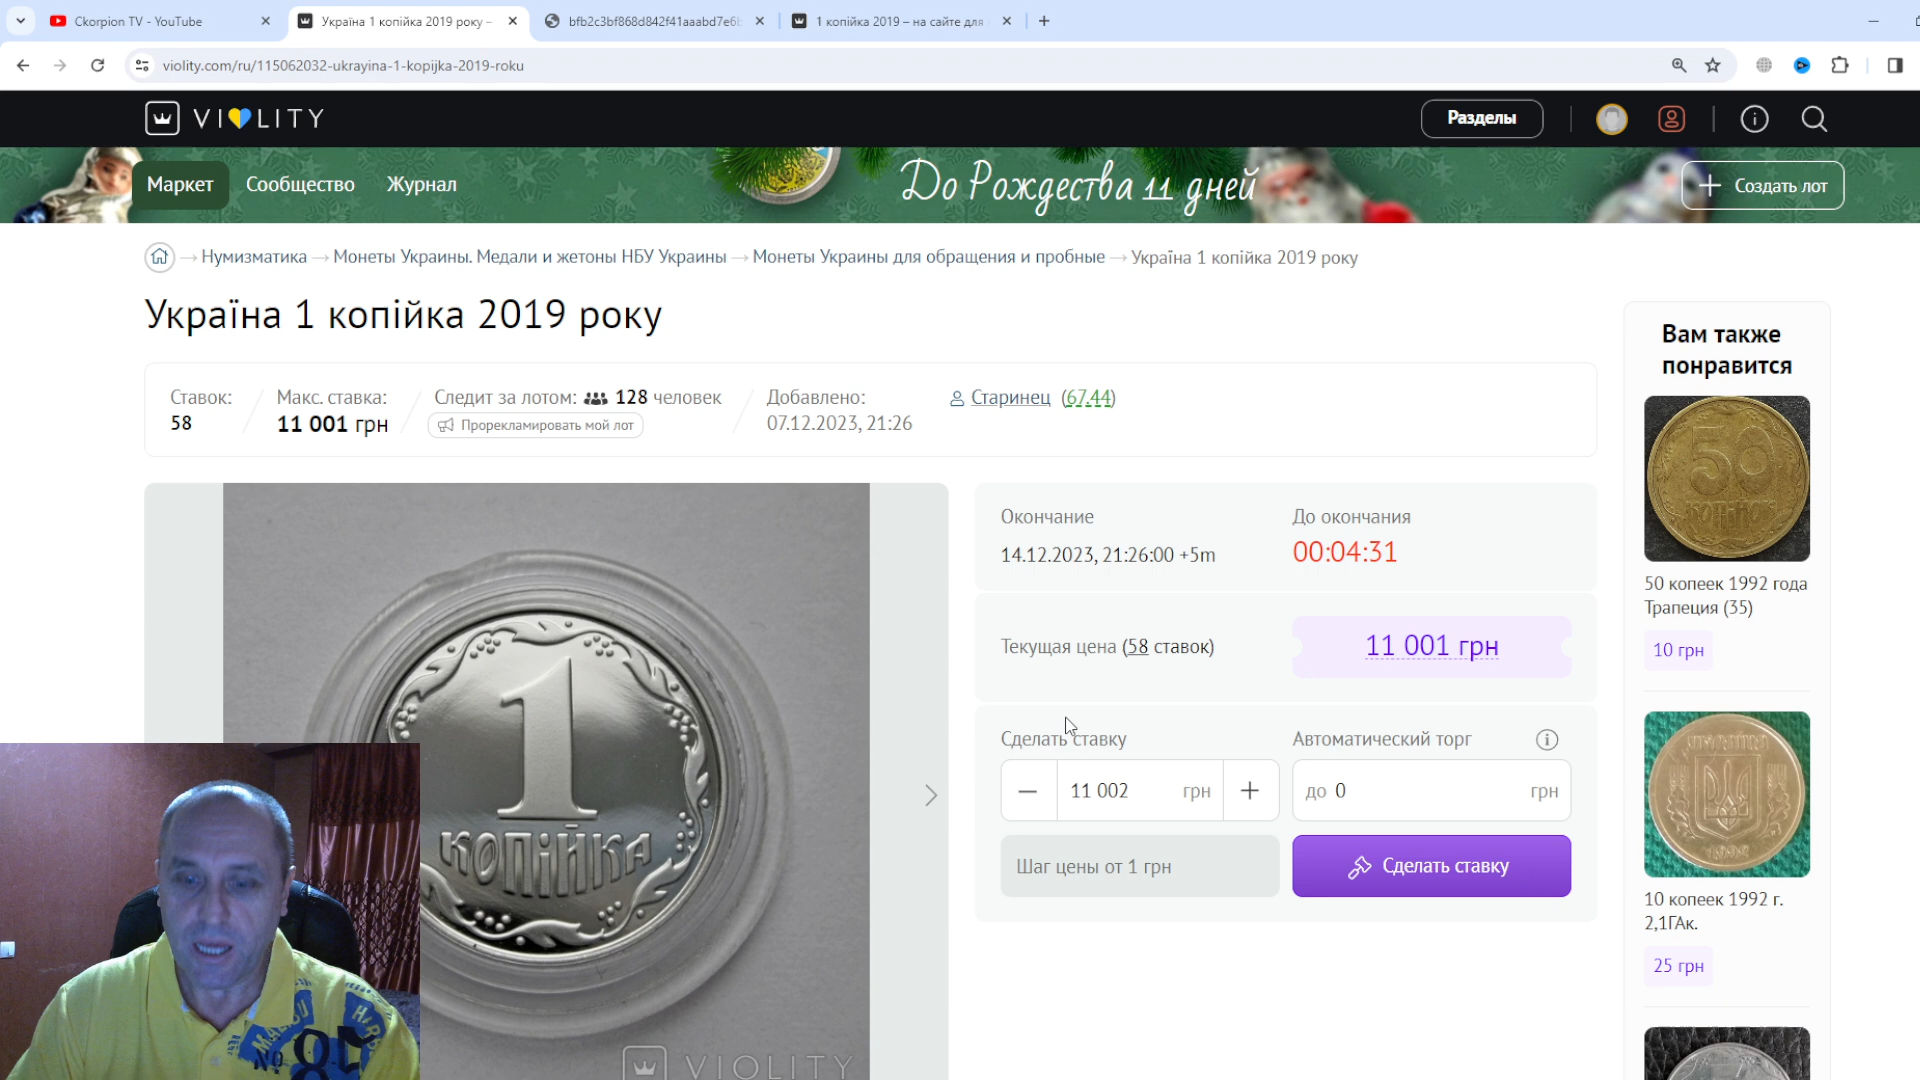 Ckorpion TV - YouTube
Україна 1 копійка 2019 року –
bfb2c3bf868d842f41aaabd7e6b
1 копійка 2019 – на сайте для
violity.com/ru/115062032-ukrayina-1-kopijka-2019-roku
VIOLITY
Разделы
Маркет
Сообщество
Журнал
До Рождества 11 дней
Создать лот
Нумизматика → Монеты Украины. Медали и жетоны НБУ Украины → Монеты Украины для обращения и пробные → Україна 1 копійка 2019 року
Україна 1 копійка 2019 року
Ставок:
58
Макс. ставка:
11 001 грн
Следит за лотом: 128 человек
Прорекламировать мой лот
Добавлено:
07.12.2023, 21:26
Старинец (67.44)
1
КОПІЙКА
VIOLITY
Окончание
14.12.2023, 21:26:00 +5m
До окончания
00:04:31
Текущая цена (58 ставок)
11 001 грн
Сделать ставку
11 002 грн
Автоматический торг
до 0 грн
Шаг цены от 1 грн
Сделать ставку
Вам также
понравится
50
КОПІЙОК
50 копеек 1992 года
Трапеция (35)
10 грн
УКРАЇНА
1992
10 копеек 1992 г.
2,1ГАк.
25 грн